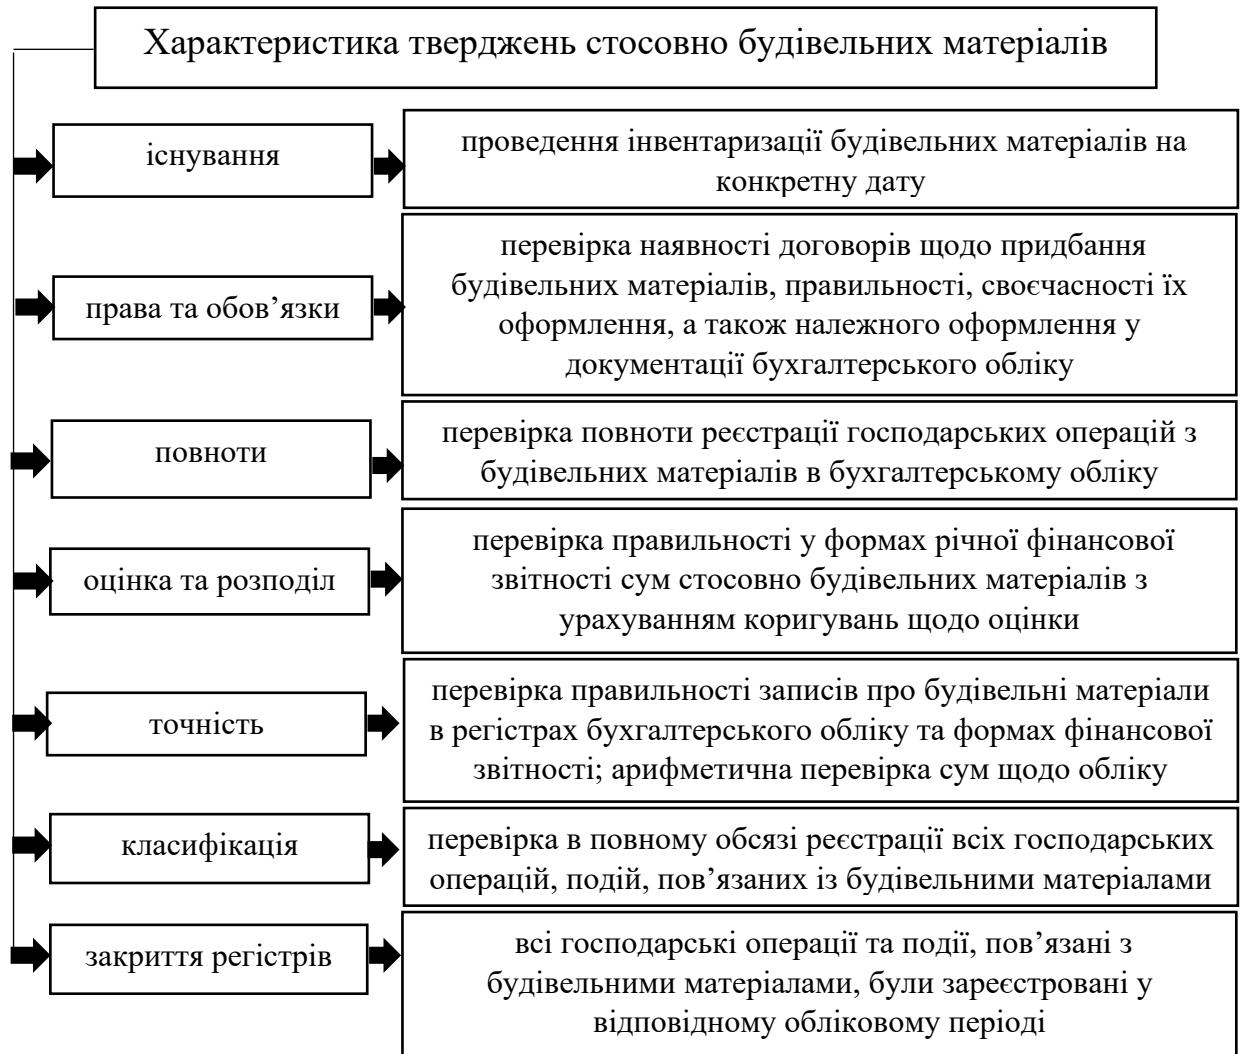 Характеристика тверджень стосовно будівельних матеріалів
існування
проведення інвентаризації будівельних матеріалів на
конкретну дату
права та обов’язки
перевірка наявності договорів щодо придбання
будівельних матеріалів, правильності, своєчасності їх
оформлення, а також належного оформлення у
документації бухгалтерського обліку
повноти
перевірка повноти реєстрації господарських операцій з
будівельних матеріалів в бухгалтерському обліку
оцінка та розподіл
перевірка правильності у формах річної фінансової
звітності сум стосовно будівельних матеріалів з
урахуванням коригувань щодо оцінки
точність
перевірка правильності записів про будівельні матеріали
в регістрах бухгалтерського обліку та формах фінансової
звітності; арифметична перевірка сум щодо обліку
класифікація
перевірка в повному обсязі реєстрації всіх господарських
операцій, подій, пов’язаних із будівельними матеріалами
закриття регістрів
всі господарські операції та події, пов’язані з
будівельними матеріалами, були зареєстровані у
відповідному обліковому періоді